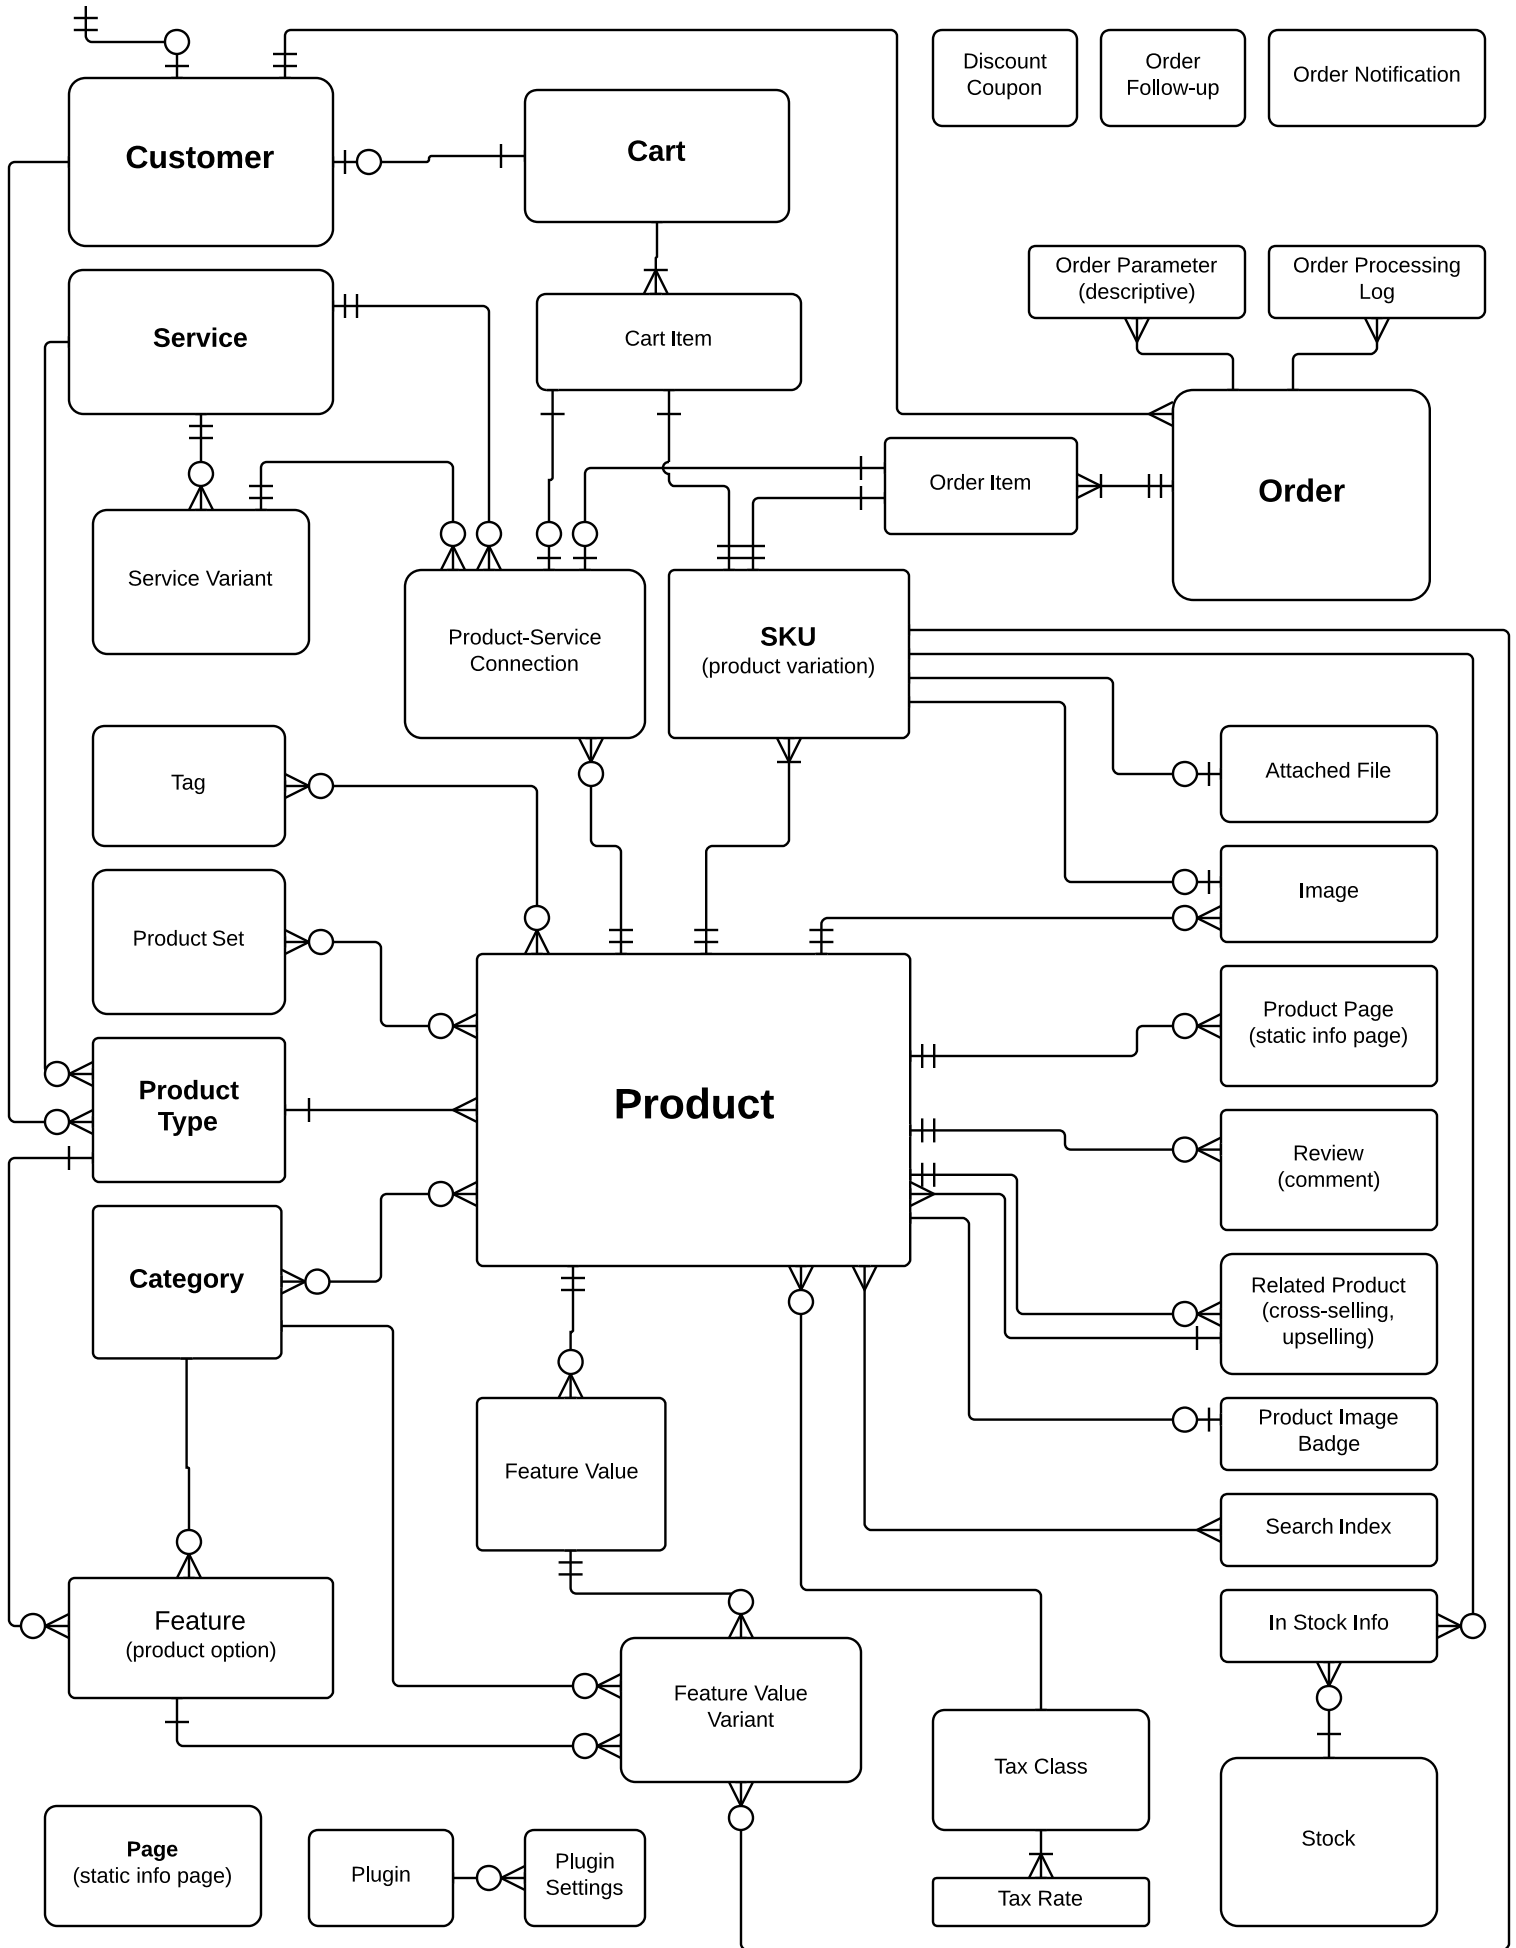 Discount
Coupon
Order
Follow-up
Order Notification
Customer
Cart
Order Parameter
(descriptive)
Order Processing
Log
Service
Cart Item
Order Item
Order
Service Variant
Product-Service
Connection
SKU
(product variation)
Tag
Attached File
Image
Product Set
Product Page
(static info page)
Product
Type
Product
Review
(comment)
Category
Related Product
(cross-selling,
upselling)
Product Image
Badge
Feature Value
Search Index
Feature
(product option)
In Stock Info
Feature Value
Variant
Tax Class
Stock
Page
(static info page)
Plugin
Plugin
Settings
Tax Rate